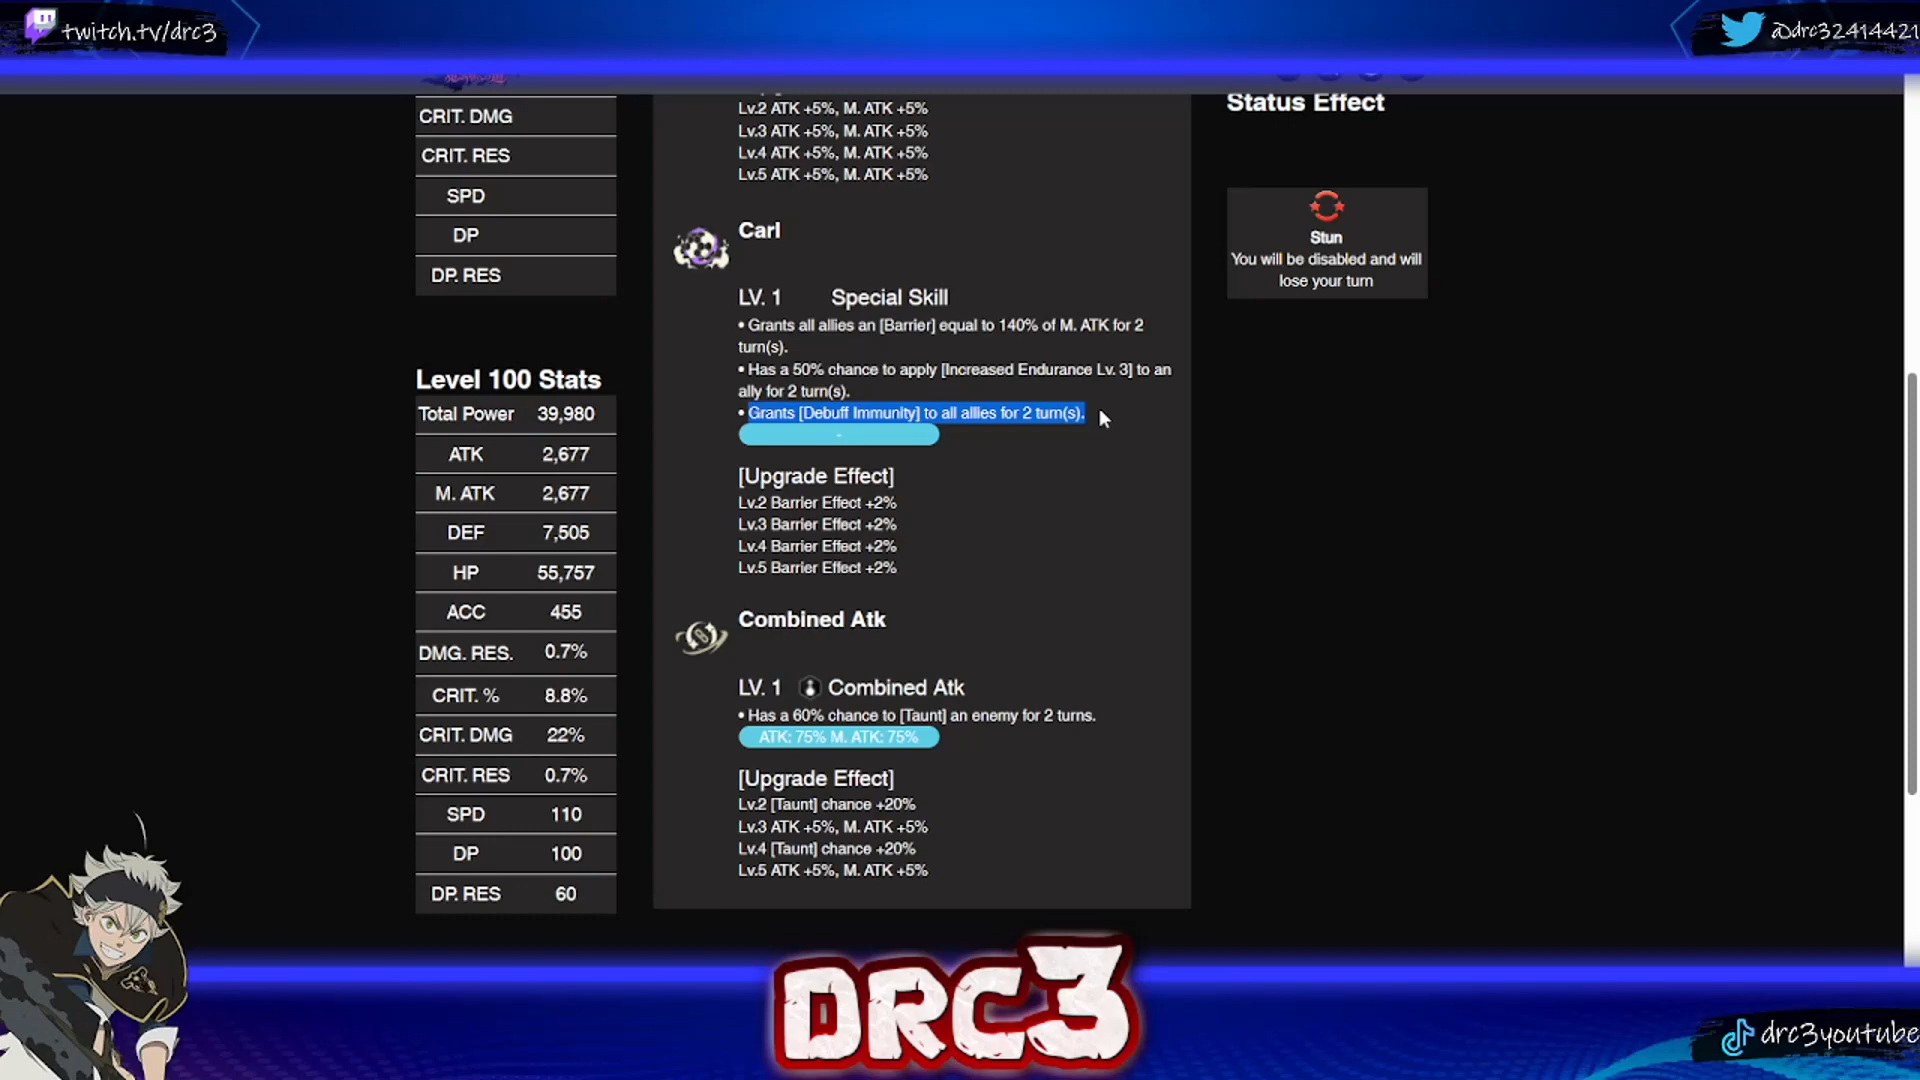 twitch.tv/drc3
@drc32414421
CRIT. DMG
CRIT. RES
SPD
DP
DP. RES
Level 100 Stats
Total Power 39,980
ATK 2,677
M. ATK 2,677
DEF 7,505
HP 55,757
ACC 455
DMG. RES. 0.7%
CRIT. % 8.8%
CRIT. DMG 22%
CRIT. RES 0.7%
SPD 110
DP 100
DP. RES 60
Lv.2 ATK +5%, M. ATK +5%
Lv.3 ATK +5%, M. ATK +5%
Lv.4 ATK +5%, M. ATK +5%
Lv.5 ATK +5%, M. ATK +5%
Carl
LV. 1 Special Skill
• Grants all allies an [Barrier] equal to 140% of M. ATK for 2
turn(s).
• Has a 50% chance to apply [Increased Endurance Lv. 3] to an
ally for 2 turn(s).
• Grants [Debuff Immunity] to all allies for 2 turn(s).
-
[Upgrade Effect]
Lv.2 Barrier Effect +2%
Lv.3 Barrier Effect +2%
Lv.4 Barrier Effect +2%
Lv.5 Barrier Effect +2%
Combined Atk
LV. 1 Combined Atk
• Has a 60% chance to [Taunt] an enemy for 2 turns.
ATK: 75% M. ATK: 75%
[Upgrade Effect]
Lv.2 [Taunt] chance +20%
Lv.3 ATK +5%, M. ATK +5%
Lv.4 [Taunt] chance +20%
Lv.5 ATK +5%, M. ATK +5%
Status Effect
Stun
You will be disabled and will
lose your turn
DRC3
drc3youtube